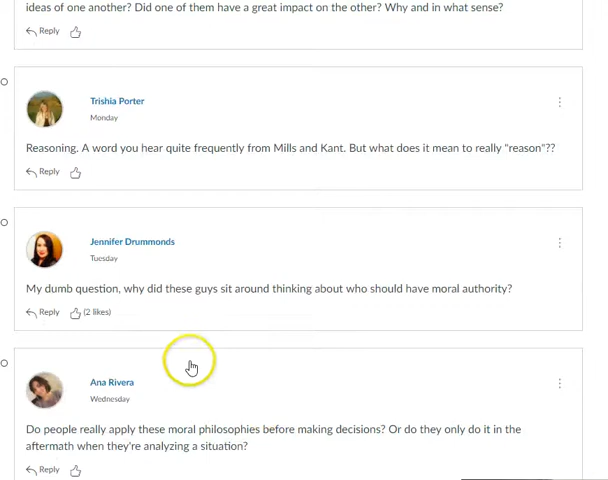 ideas of one another? Did one of them have a great impact on the other? Why and in what sense?
Reply
Trishia Porter
Monday
Reasoning. A word you hear quite frequently from Mills and Kant. But what does it mean to really "reason"??
Reply
Jennifer Drummonds
Tuesday
My dumb question, why did these guys sit around thinking about who should have moral authority?
Reply (2 likes)
Ana Rivera
Wednesday
Do people really apply these moral philosophies before making decisions? Or do they only do it in the
aftermath when they're analyzing a situation?
Reply